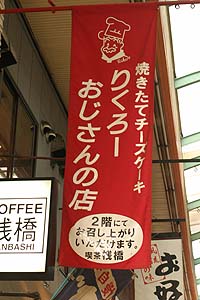 焼きたてチーズケーキ
りくろー
おじさんの店
2階にて
お召し上がり
いただけます。
喫茶浅橋
COFFEE
浅橋
NBASHI
お好